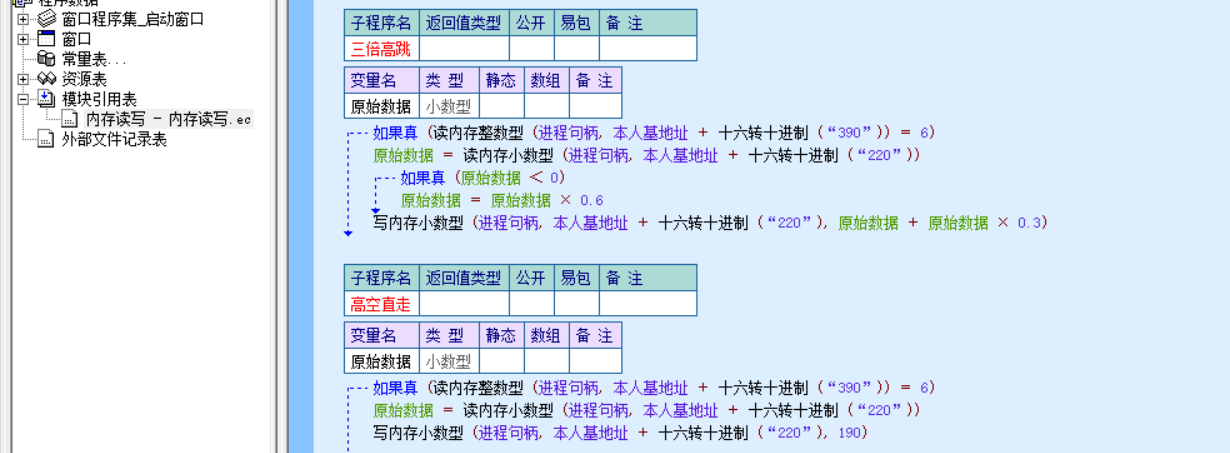 程序数据
窗口程序集_启动窗口
窗口
常量表...
资源表
模块引用表
内存读写 - 内存读写.ec
外部文件记录表
子程序名 返回值类型 公开 易包 备 注
三倍高跳
变量名 类 型 静态 数组 备 注
原始数据 小数型
如果真 (读内存整数型 (进程句柄, 本人基地址 + 十六转十进制 (“390”)) = 6)
原始数据 = 读内存小数型 (进程句柄, 本人基地址 + 十六转十进制 (“220”))
如果真 (原始数据 < 0)
原始数据 = 原始数据 × 0.6
写内存小数型 (进程句柄, 本人基地址 + 十六转十进制 (“220”), 原始数据 + 原始数据 × 0.3)
子程序名 返回值类型 公开 易包 备 注
高空直走
变量名 类 型 静态 数组 备 注
原始数据 小数型
如果真 (读内存整数型 (进程句柄, 本人基地址 + 十六转十进制 (“390”)) = 6)
原始数据 = 读内存小数型 (进程句柄, 本人基地址 + 十六转十进制 (“220”))
写内存小数型 (进程句柄, 本人基地址 + 十六转十进制 (“220”), 190)